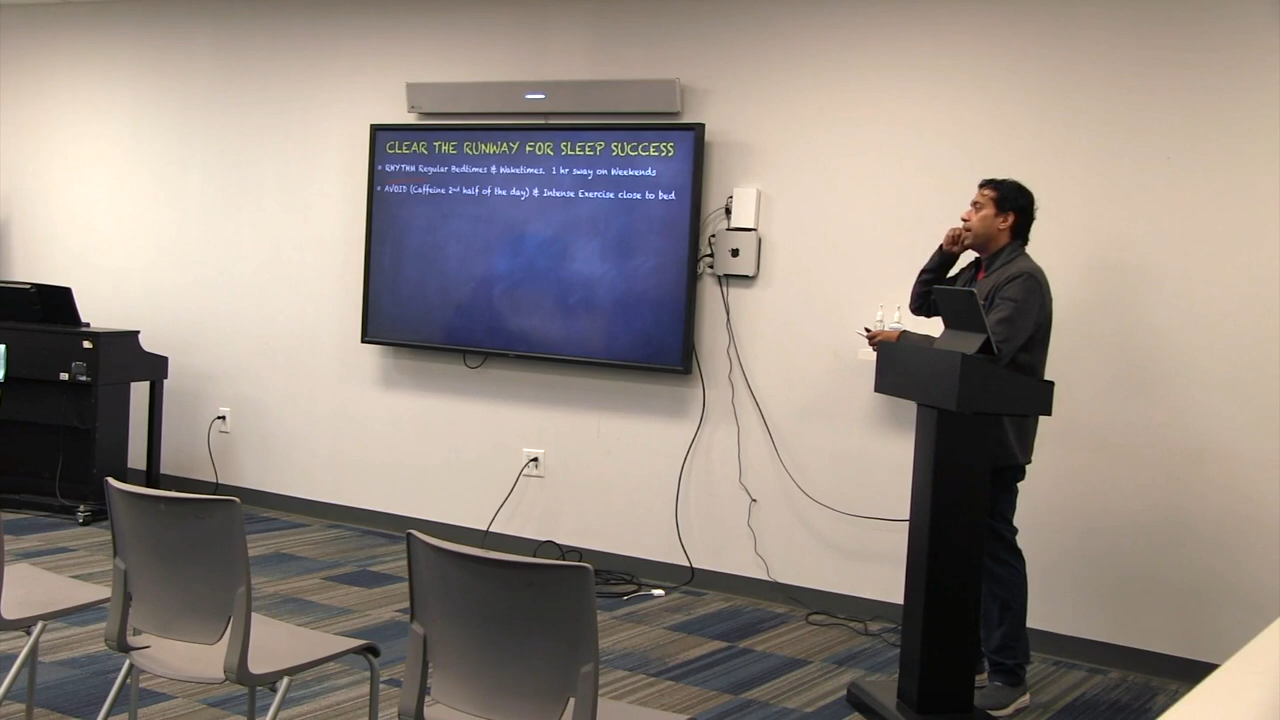 CLEAR THE RUNWAY FOR SLEEP SUCCESS
RHYTHM Regular Bedtimes & Waketimes. 1 hr sway on Weekends
AVOID (Caffeine 2nd half of the day) & Intense Exercise close to bed